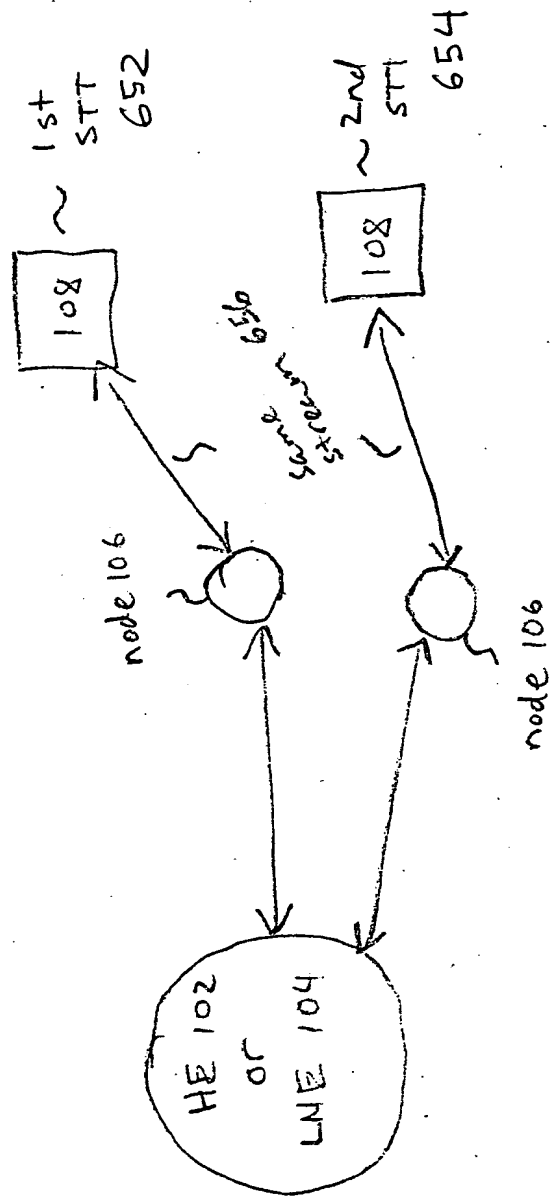 HE 102
or
LNE 104
node 106
node 106
same
stream 656
108
108
~ 1st
STT
652
~ 2nd
STT
654